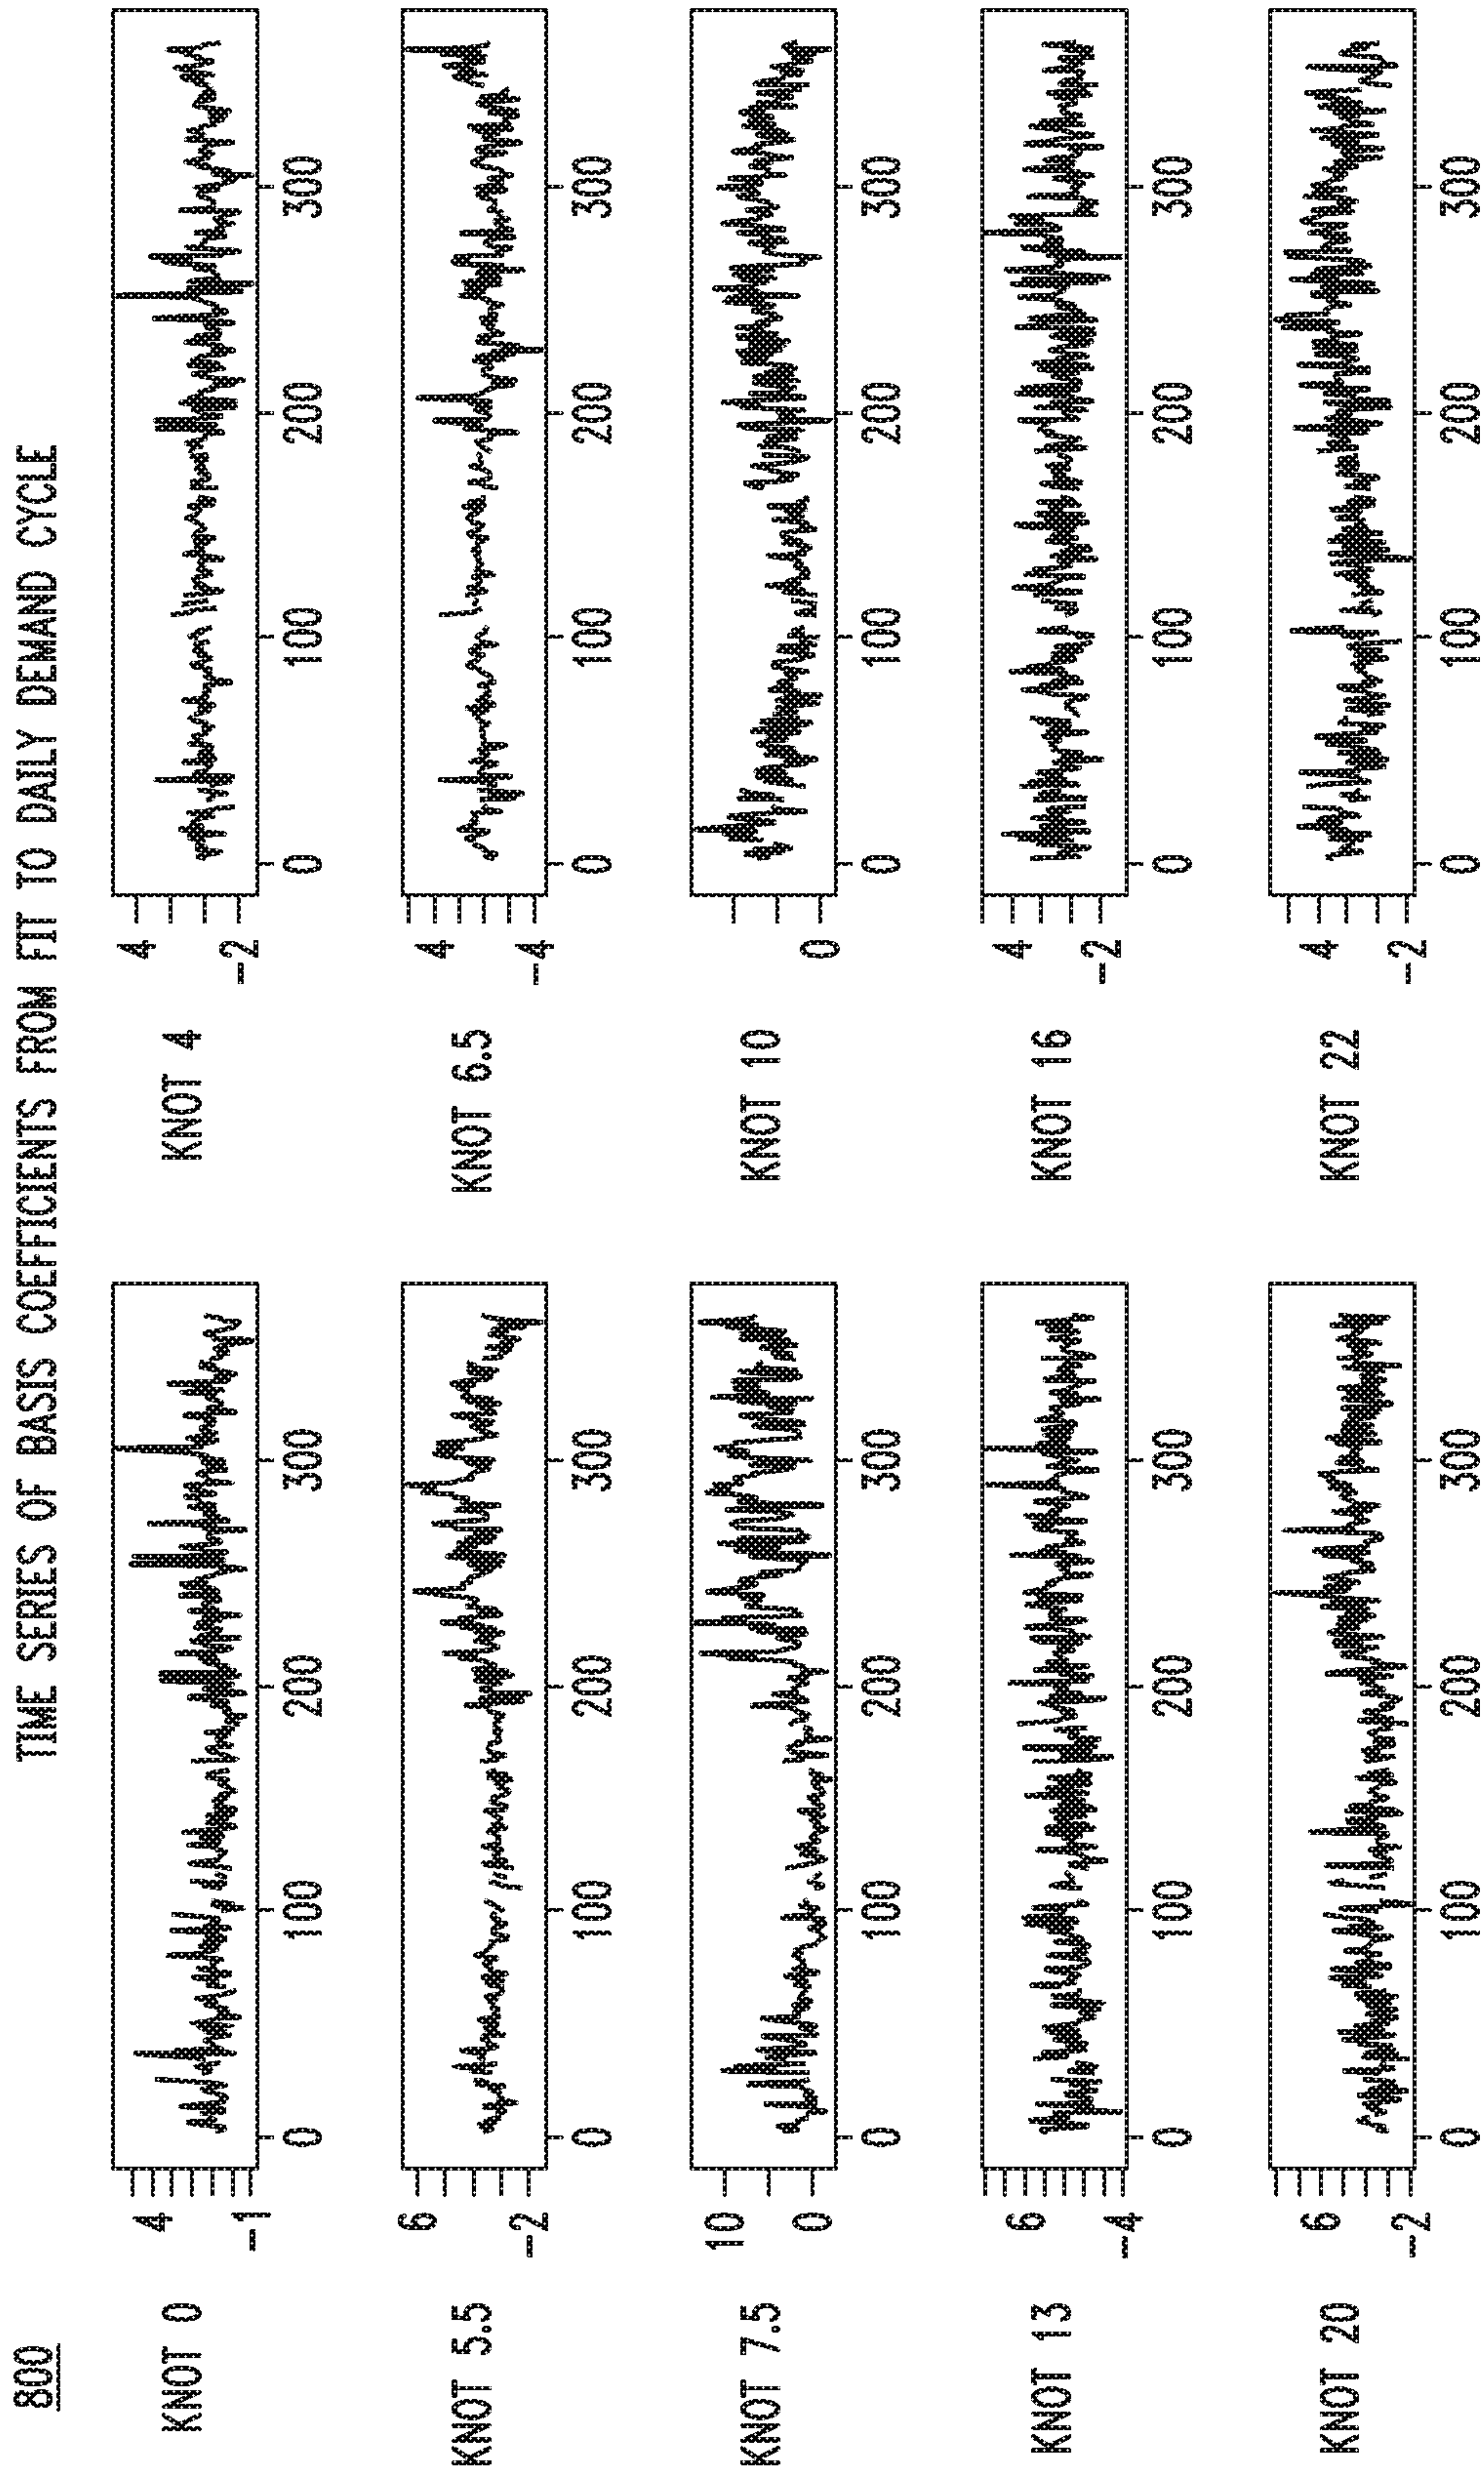 800
TIME SERIES OF BASIS COEFFICIENTS FROM FIT TO DAILY DEMAND CYCLE
KNOT 0
4
-1
0 100 200 300
KNOT 4
4
-2
0 100 200 300
KNOT 5.5
6
-2
0 100 200 300
KNOT 6.5
4
-4
0 100 200 300
KNOT 7.5
10
0
0 100 200 300
KNOT 10
0
0 100 200 300
KNOT 13
6
-4
0 100 200 300
KNOT 16
4
-2
0 100 200 300
KNOT 20
6
-2
0 100 200 300
KNOT 22
4
-2
0 100 200 300